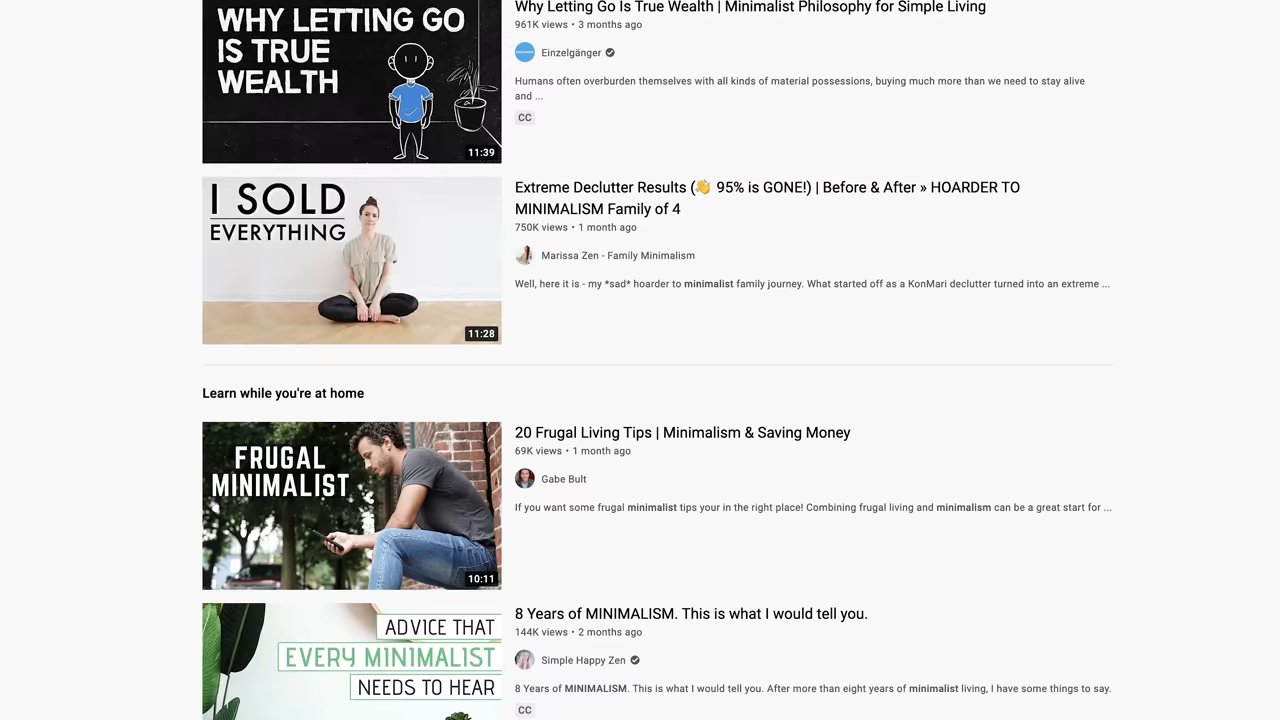 WHY LETTING GO
IS TRUE
WEALTH
11:39
Why Letting Go Is True Wealth | Minimalist Philosophy for Simple Living
961K views • 3 months ago
Einzelgänger
Humans often overburden themselves with all kinds of material possessions, buying much more than we need to stay alive
and ...
CC
I SOLD
EVERYTHING
11:28
Extreme Declutter Results (👋 95% is GONE!) | Before & After » HOARDER TO
MINIMALISM Family of 4
750K views • 1 month ago
Marissa Zen - Family Minimalism
Well, here it is - my *sad* hoarder to minimalist family journey. What started off as a KonMari declutter turned into an extreme ...
Learn while you're at home
FRUGAL
MINIMALIST
10:11
20 Frugal Living Tips | Minimalism & Saving Money
69K views • 1 month ago
Gabe Bult
If you want some frugal minimalist tips your in the right place! Combining frugal living and minimalism can be a great start for ...
ADVICE THAT
EVERY MINIMALIST
NEEDS TO HEAR
8 Years of MINIMALISM. This is what I would tell you.
144K views • 2 months ago
Simple Happy Zen
8 Years of MINIMALISM. This is what I would tell you. After more than eight years of minimalist living, I have some things to say.
CC